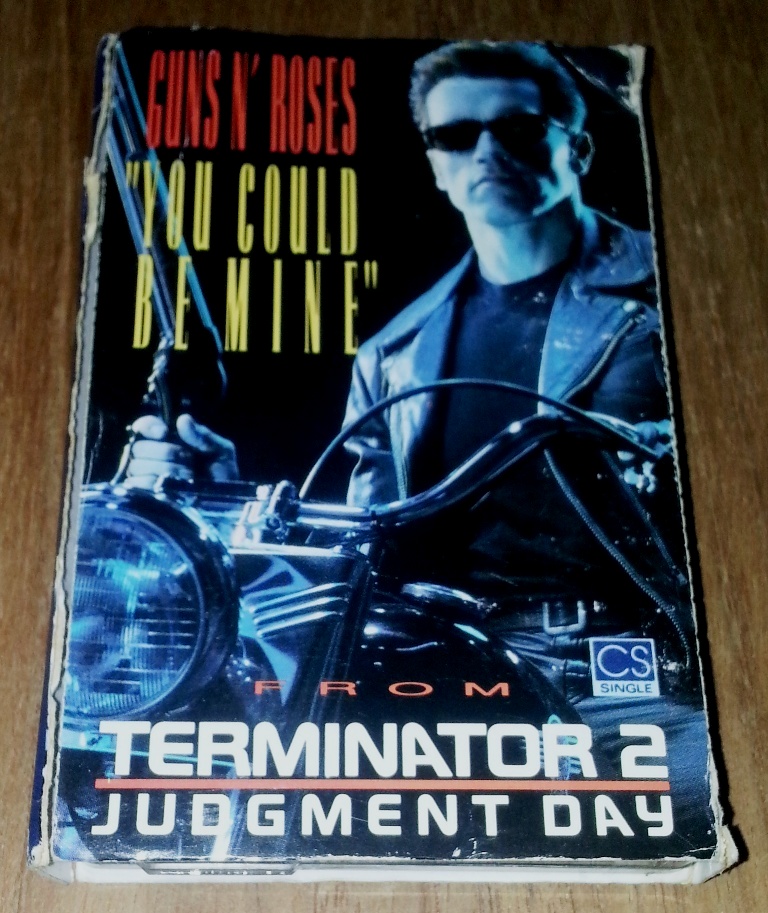 GUNS N' ROSES
"YOU COULD
BE MINE"
CS
SINGLE
FROM
TERMINATOR 2
JUDGMENT DAY